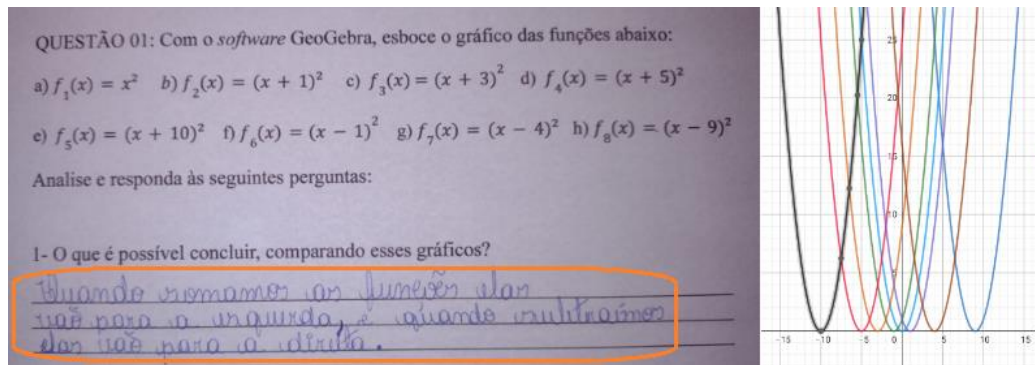 QUESTÃO 01: Com o software GeoGebra, esboce o gráfico das funções abaixo:
a) f₁(x) = x² b) f₂(x) = (x + 1)² c) f₃(x) = (x + 3)² d) f₄(x) = (x + 5)²
e) f₅(x) = (x + 10)² f) f₆(x) = (x − 1)² g) f₇(x) = (x − 4)² h) f₈(x) = (x − 9)²
Analise e responda às seguintes perguntas:
1- O que é possível concluir, comparando esses gráficos?
Quando somamos as funções elas
vaõ para a esquerda, é quando subtraímos
elas vaõ para a direita.
25
20
15
10
5
-15 -10 -5 0 5 10 15